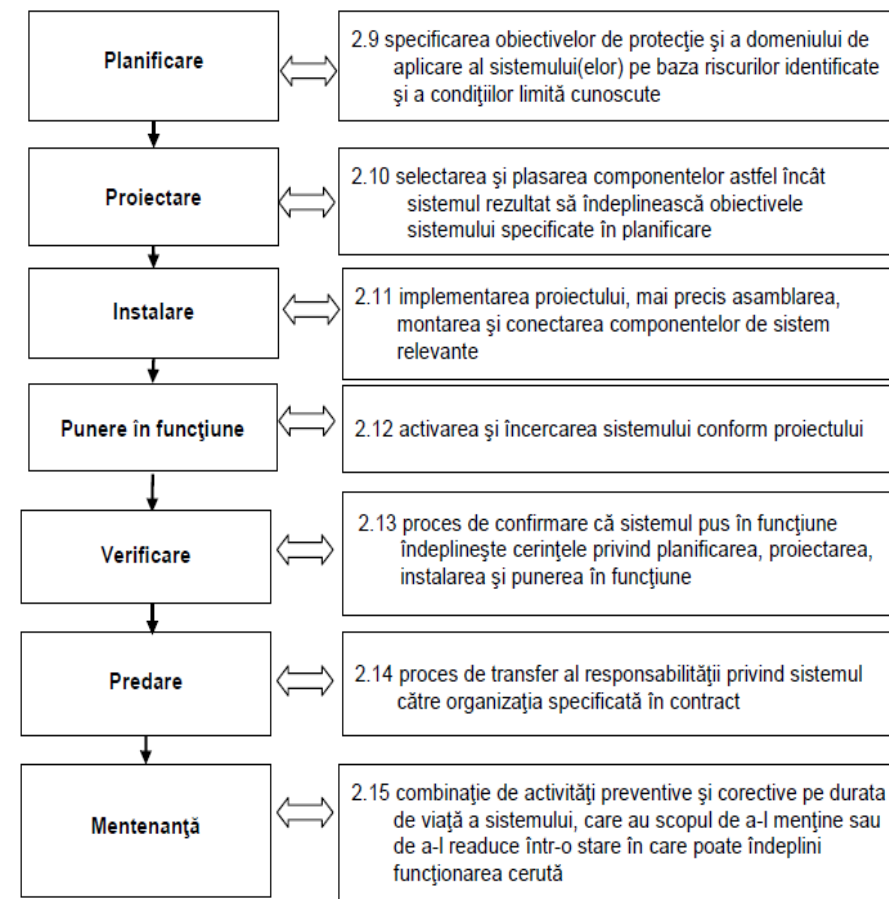 Planificare
2.9 specificarea obiectivelor de protecţie şi a domeniului de
aplicare al sistemului(elor) pe baza riscurilor identificate
şi a condiţiilor limită cunoscute
Proiectare
2.10 selectarea şi plasarea componentelor astfel încât
sistemul rezultat să îndeplinească obiectivele
sistemului specificate în planificare
Instalare
2.11 implementarea proiectului, mai precis asamblarea,
montarea şi conectarea componentelor de sistem
relevante
Punere în funcţiune
2.12 activarea şi încercarea sistemului conform proiectului
Verificare
2.13 proces de confirmare că sistemul pus în funcţiune
îndeplineşte cerinţele privind planificarea, proiectarea,
instalarea şi punerea în funcţiune
Predare
2.14 proces de transfer al responsabilităţii privind sistemul
către organizaţia specificată în contract
Mentenanţă
2.15 combinaţie de activităţi preventive şi corective pe durata
de viaţă a sistemului, care au scopul de a-l menţine sau
de a-l readuce într-o stare în care poate îndeplini
funcţionarea cerută